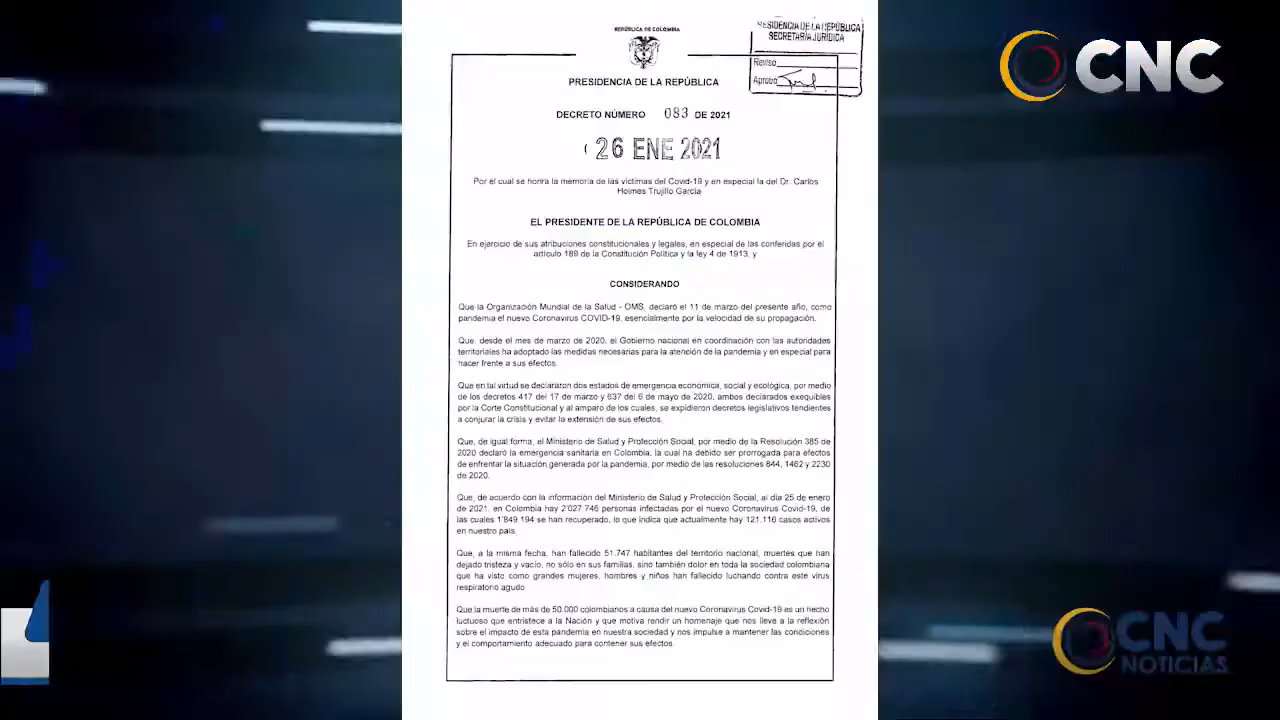 REPÚBLICA DE COLOMBIA
PRESIDENCIA DE LA REPÚBLICA
SECRETARÍA JURÍDICA
Revisó
Aprobó
CNC
PRESIDENCIA DE LA REPÚBLICA
DECRETO NÚMERO 083 DE 2021
26 ENE 2021
Por el cual se honra la memoria de las víctimas del Covid-19 y en especial la del Dr. Carlos
Holmes Trujillo García
EL PRESIDENTE DE LA REPÚBLICA DE COLOMBIA
En ejercicio de sus atribuciones constitucionales y legales, en especial de las conferidas por el
artículo 189 de la Constitución Política y la ley 4 de 1913, y
CONSIDERANDO
Que la Organización Mundial de la Salud - OMS, declaró el 11 de marzo del presente año, como
pandemia el nuevo Coronavirus COVID-19, esencialmente por la velocidad de su propagación.
Que, desde el mes de marzo de 2020, el Gobierno nacional en coordinación con las autoridades
territoriales ha adoptado las medidas necesarias para la atención de la pandemia y en especial para
hacer frente a sus efectos.
Que en tal virtud se declararon dos estados de emergencia económica, social y ecológica, por medio
de los decretos 417 del 17 de marzo y 637 del 6 de mayo de 2020, ambos declarados exequibles
por la Corte Constitucional y al amparo de los cuales, se expidieron decretos legislativos tendientes
a conjurar la crisis y evitar la extensión de sus efectos.
Que, de igual forma, el Ministerio de Salud y Protección Social, por medio de la Resolución 385 de
2020 declaró la emergencia sanitaria en Colombia, la cual ha debido ser prorrogada para efectos
de enfrentar la situación generada por la pandemia, por medio de las resoluciones 844, 1462 y 2230
de 2020.
Que, de acuerdo con la información del Ministerio de Salud y Protección Social, al día 25 de enero
de 2021, en Colombia hay 2'027.746 personas infectadas por el nuevo Coronavirus Covid-19, de
las cuales 1'849.194 se han recuperado, lo que indica que actualmente hay 121.116 casos activos
en nuestro país.
Que, a la misma fecha, han fallecido 51.747 habitantes del territorio nacional, muertes que han
dejado tristeza y vacío, no sólo en sus familias, sino también dolor en toda la sociedad colombiana
que ha visto como grandes mujeres, hombres y niños han fallecido luchando contra este virus
respiratorio agudo
Que la muerte de más de 50.000 colombianos a causa del nuevo Coronavirus Covid-19 es un hecho
luctuoso que entristece a la Nación y que motiva rendir un homenaje que nos lleve a la reflexión
sobre el impacto de esta pandemia en nuestra sociedad y nos impulse a mantener las condiciones
y el comportamiento adecuado para contener sus efectos.
CNC
NOTICIAS